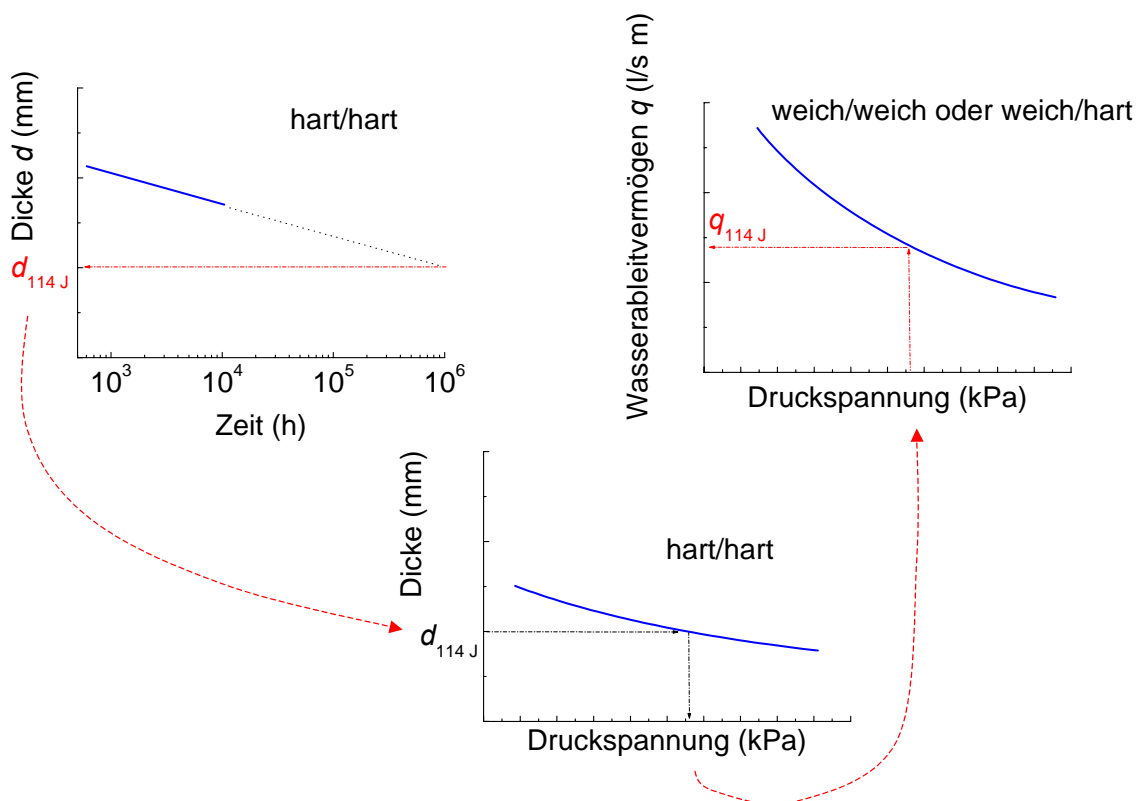 Dicke d (mm)
hart/hart
d114 J
10³
10⁴
10⁵
10⁶
Zeit (h)
Wasserableitvermögen q (l/s m)
weich/weich oder weich/hart
q114 J
Druckspannung (kPa)
Dicke (mm)
hart/hart
d114 J
Druckspannung (kPa)